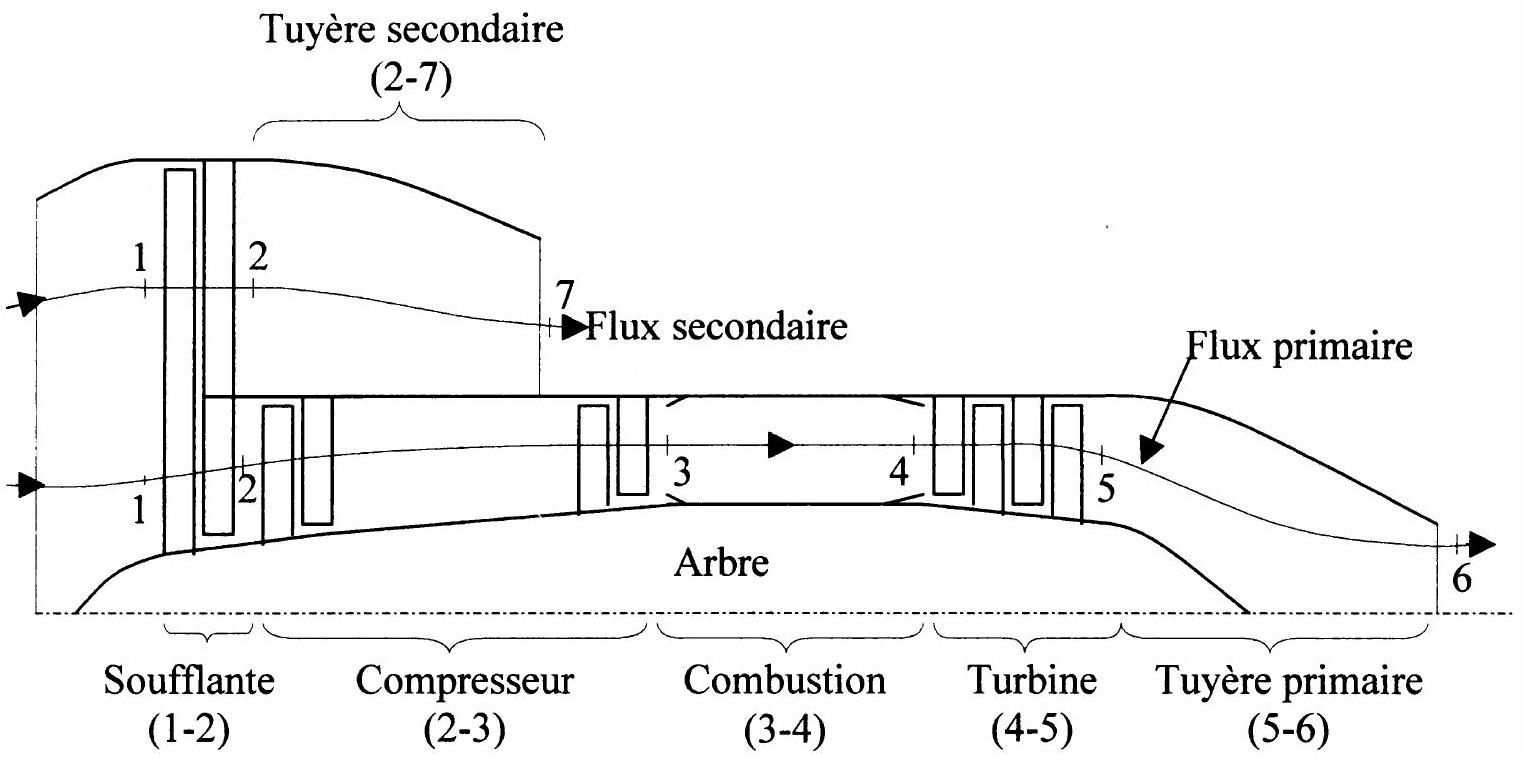 Tuyère secondaire
(2-7)
1
2
7
Flux secondaire
Flux primaire
1
2
3
4
5
6
Arbre
Soufflante
(1-2)
Compresseur
(2-3)
Combustion
(3-4)
Turbine
(4-5)
Tuyère primaire
(5-6)